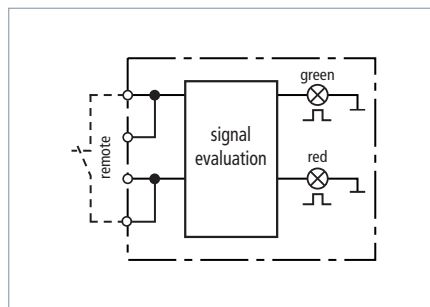 green
remote
signal
evaluation
red